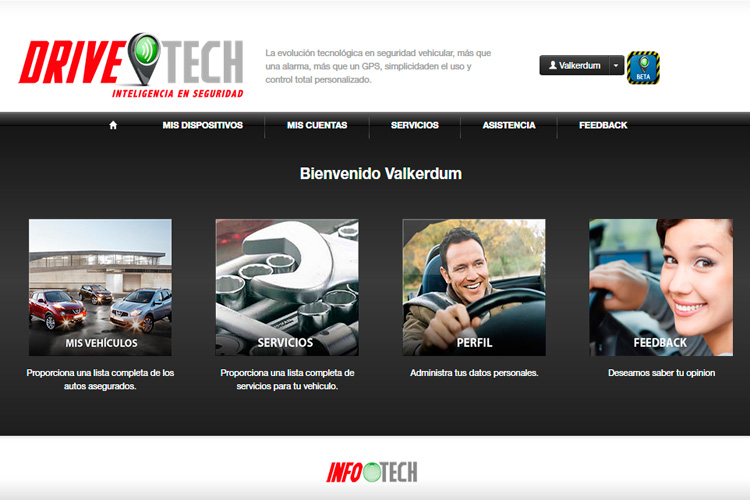 DRIVE TECH
INTELIGENCIA EN SEGURIDAD
La evolución tecnológica en seguridad vehicular, más que
una alarma, más que un GPS, simplicidaden el uso y
control total personalizado.
Valkerdum
BETA
MIS DISPOSITIVOS
MIS CUENTAS
SERVICIOS
ASISTENCIA
FEEDBACK
Bienvenido Valkerdum
MIS VEHÍCULOS
SERVICIOS
PERFIL
FEEDBACK
Proporciona una lista completa de los
autos asegurados.
Proporciona una lista completa de
servicios para tu vehiculo.
Administra tus datos personales.
Deseamos saber tu opinion
INFO TECH